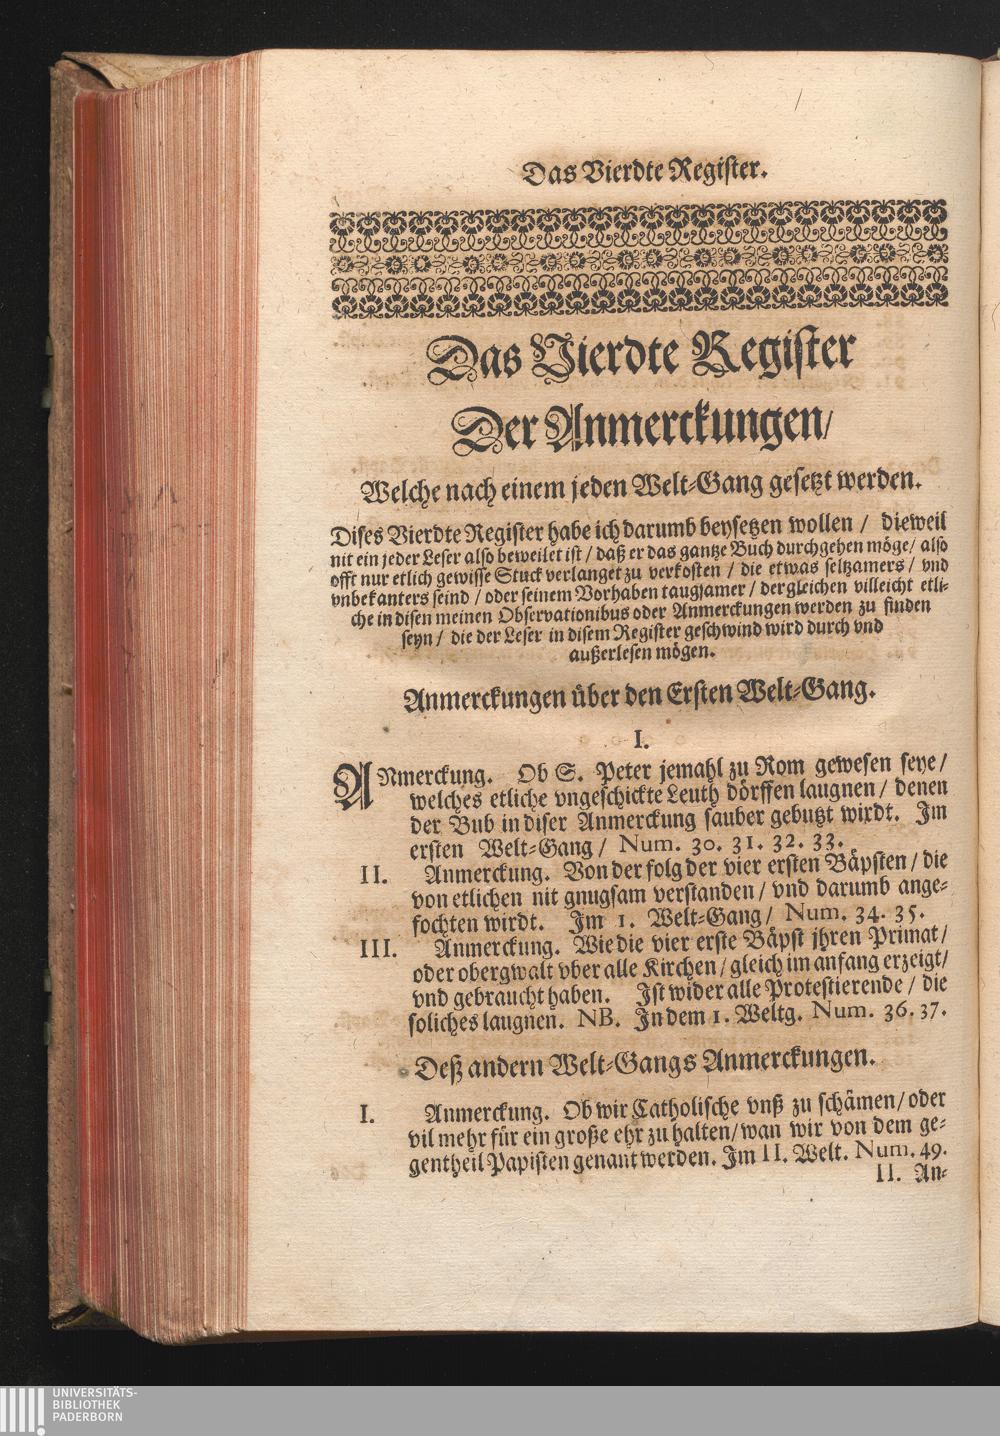 Das Vierdte Register.
Das Vierdte Register
Der Anmerckungen/
Welche nach einem jeden Welt-Gang gesetzt werden.
Dises Vierdte Register habe ich darumb beysetzen wollen / dieweil
nit ein jeder Leser also beweilet ist / daß er das gantze Buch durchgehen möge / also
offt nur etlich gewisse Stuck verlanget zu verkosten / die etwas seltzamers / vnd
vnbekanters seind / oder seinem Vorhaben taugsamer / dergleichen villeicht etli-
che in disen meinen Observationibus oder Anmerckungen werden zu finden
seyn / die der Leser in disem Register geschwind wird durch vnd
außerlesen mögen.
Anmerckungen über den Ersten Welt-Gang.
I.
ANmerckung. Ob S. Peter jemahl zu Rom gewesen seye /
welches etliche vngeschickte Leuth dörffen laugnen / denen
der Bub in diser Anmerckung sauber gebutzt wirdt. Im
ersten Welt-Gang / Num. 30. 31. 32. 33.
II. Anmerckung. Von der folg der vier ersten Bäpsten / die
von etlichen nit gnugsam verstanden / vnd darumb ange-
fochten wirdt. Im 1. Welt-Gang / Num. 34. 35.
III. Anmerckung. Wie die vier erste Bäpst jhren Primat /
oder obergwalt vber alle Kirchen / gleich im anfang erzeigt /
vnd gebraucht haben. Ist wider alle Protestierende / die
soliches laugnen. NB. In dem 1. Weltg. Num. 36. 37.
Deß andern Welt-Gangs Anmerckungen.
I. Anmerckung. Ob wir Catholische vnß zu schämen / oder
vil mehr für ein große ehr zu halten / wan wir von dem ge-
gentheil Papisten genant werden. Im II. Welt. Num. 49.
II. An-
UNIVERSITÄTS-
BIBLIOTHEK
PADERBORN